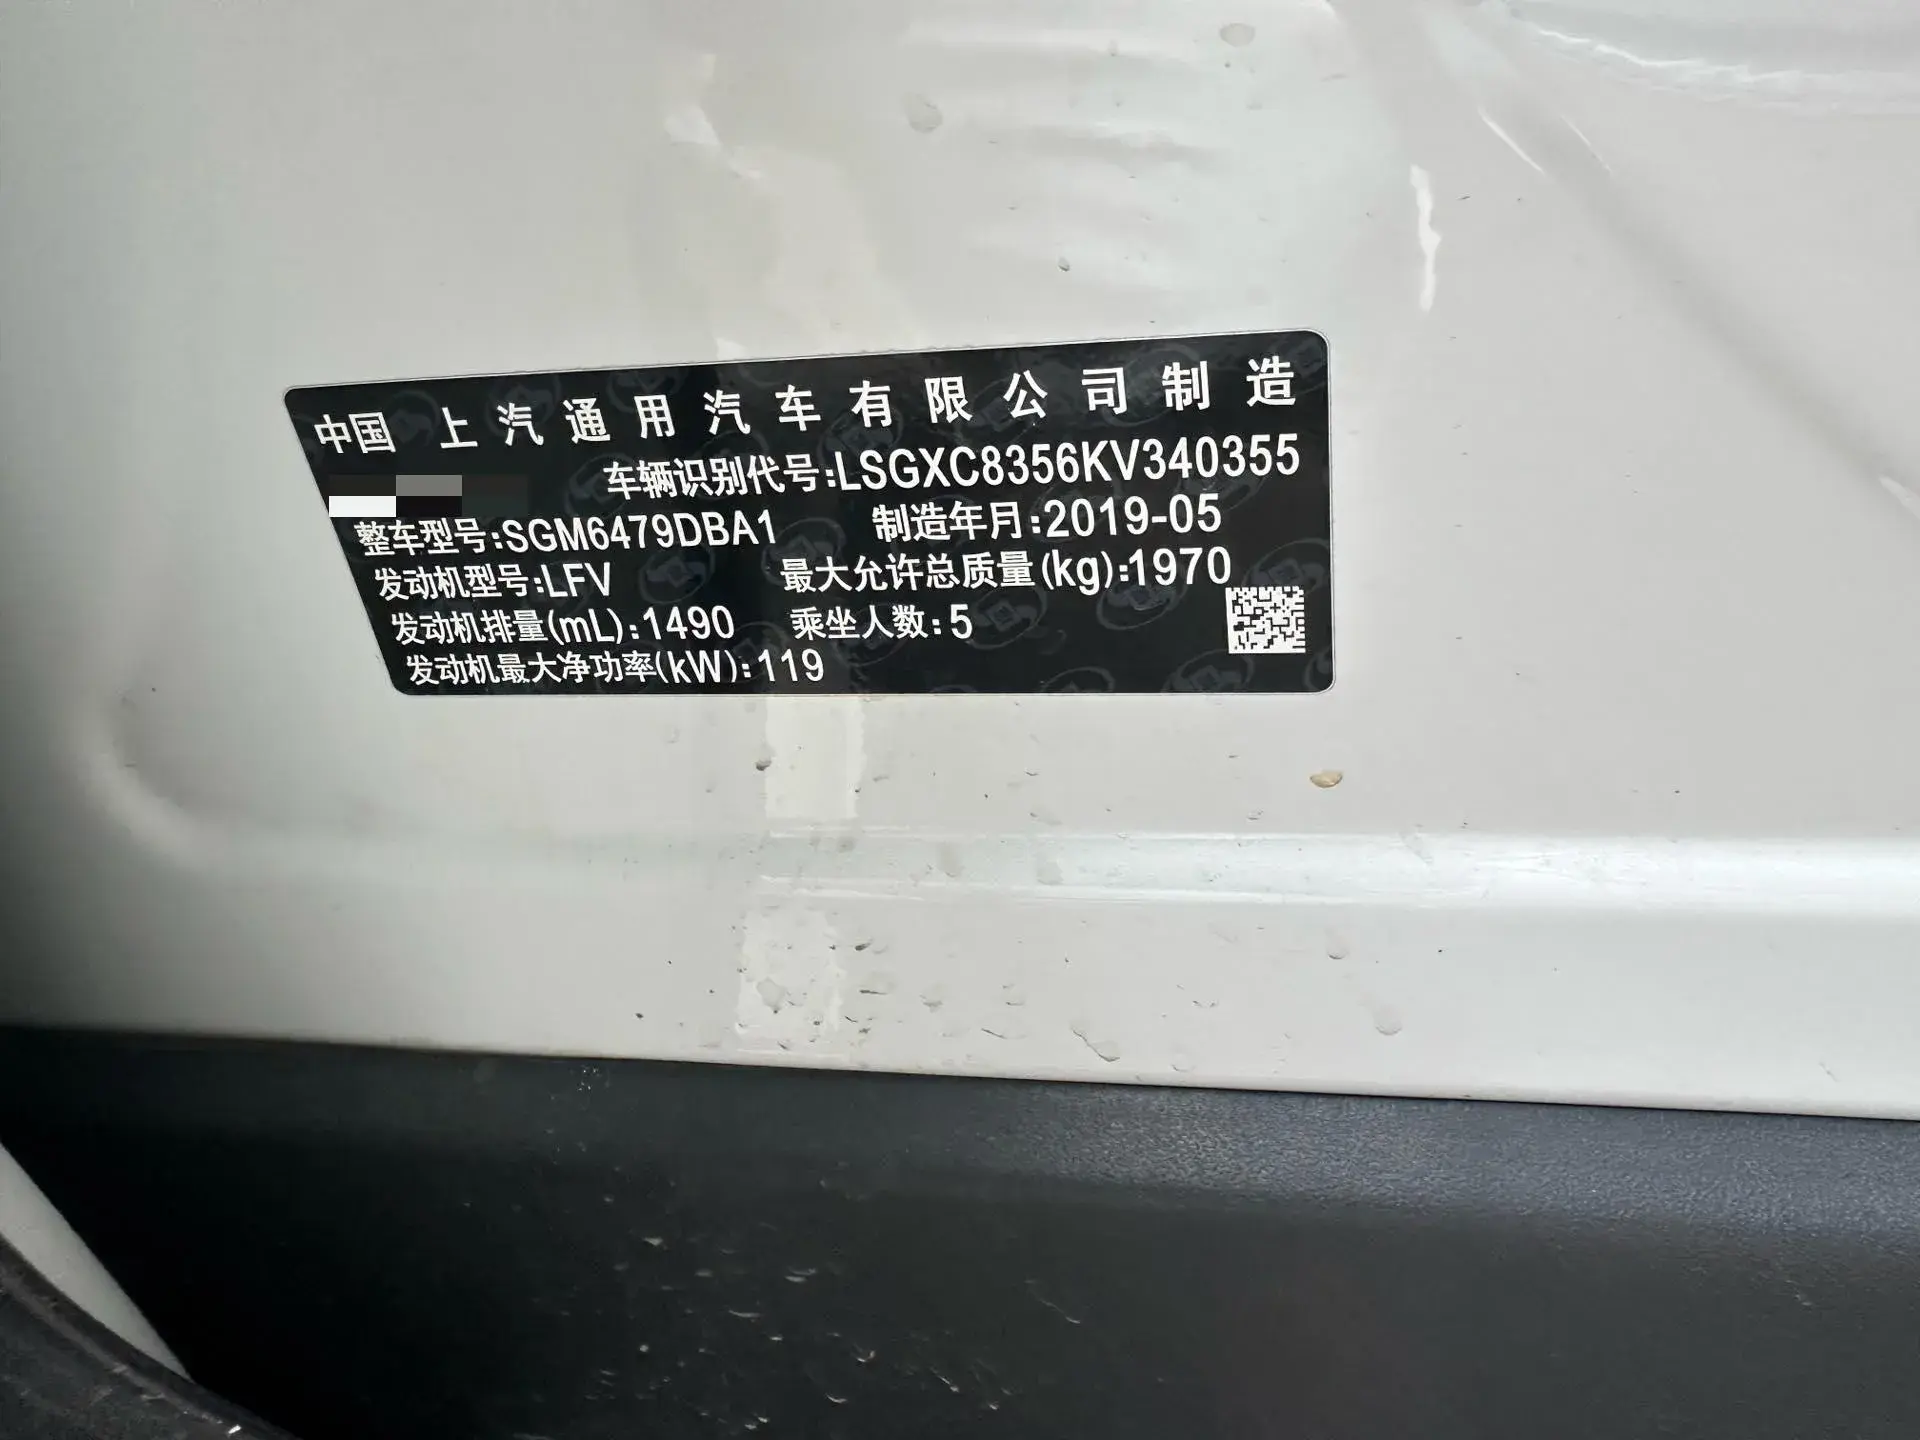 中国 上汽通用汽车有限公司制造
车辆识别代号:LSGXC8356KV340355
整车型号:SGM6479DBA1 制造年月:2019-05
发动机型号:LFV 最大允许总质量(kg):1970
发动机排量(mL):1490 乘坐人数:5
发动机最大净功率(kW):119